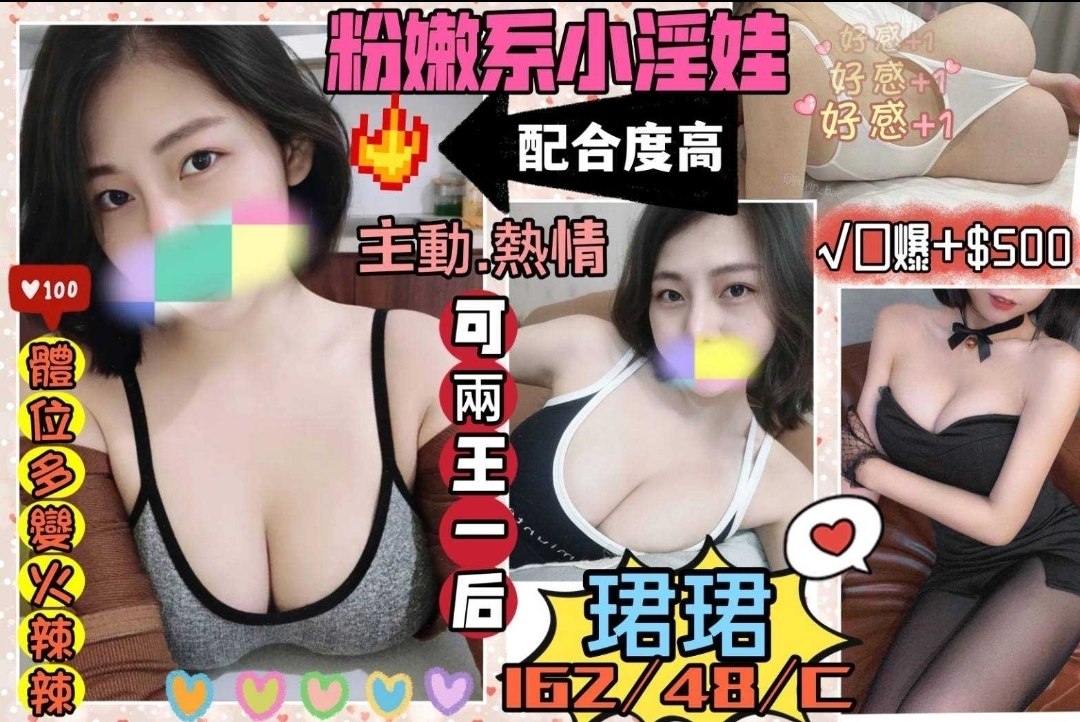 粉嫩系小淫娃
好感+1
好感+1
好感+1
配合度高
主動.熱情
√口爆+$500
♥100
體位多變火辣辣
可兩王一后
珺珺
162/48/C